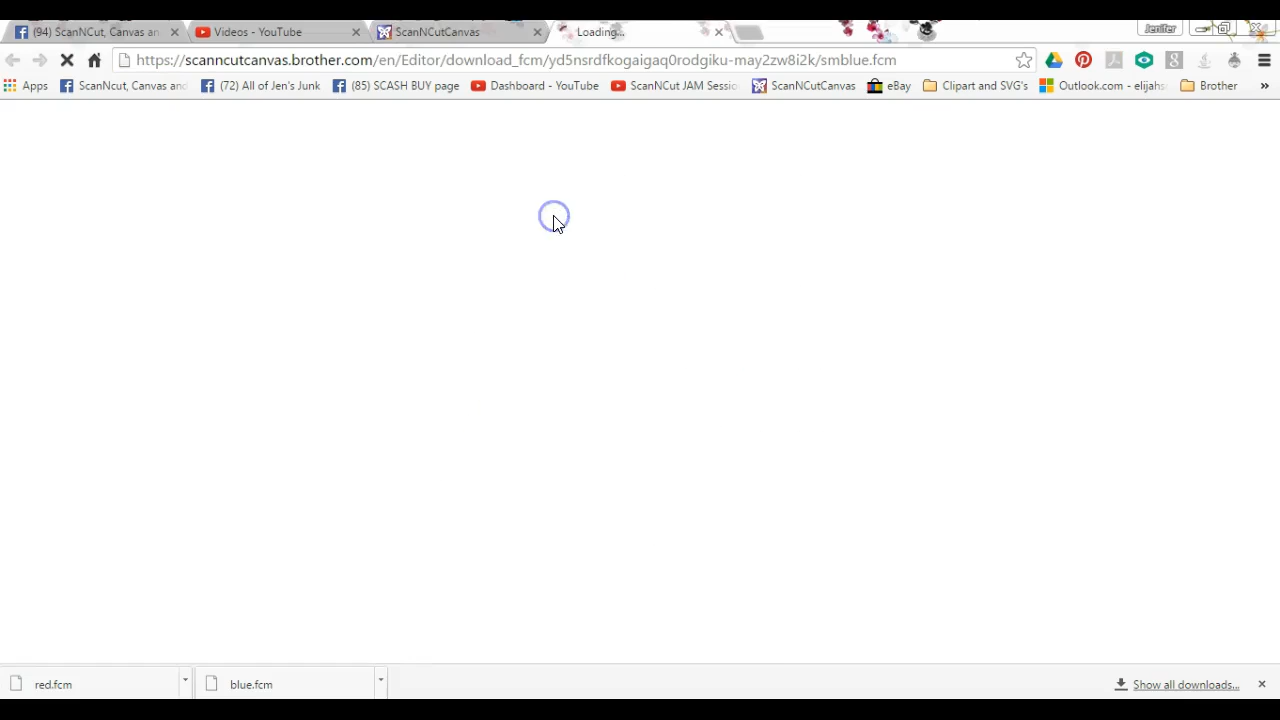 (94) ScanNCut, Canvas an Videos - YouTube ScanNCutCanvas Loading... Jenifer
https://scanncutcanvas.brother.com/en/Editor/download_fcm/yd5nsrdfkogaigaq0rodgiku-may2zw8i2k/smblue.fcm
Apps ScanNcut, Canvas and (72) All of Jen's Junk (85) SCASH BUY page Dashboard - YouTube ScanNCut JAM Sessio ScanNCutCanvas eBay Clipart and SVG's Outlook.com - elijahs Brother »
red.fcm blue.fcm Show all downloads...